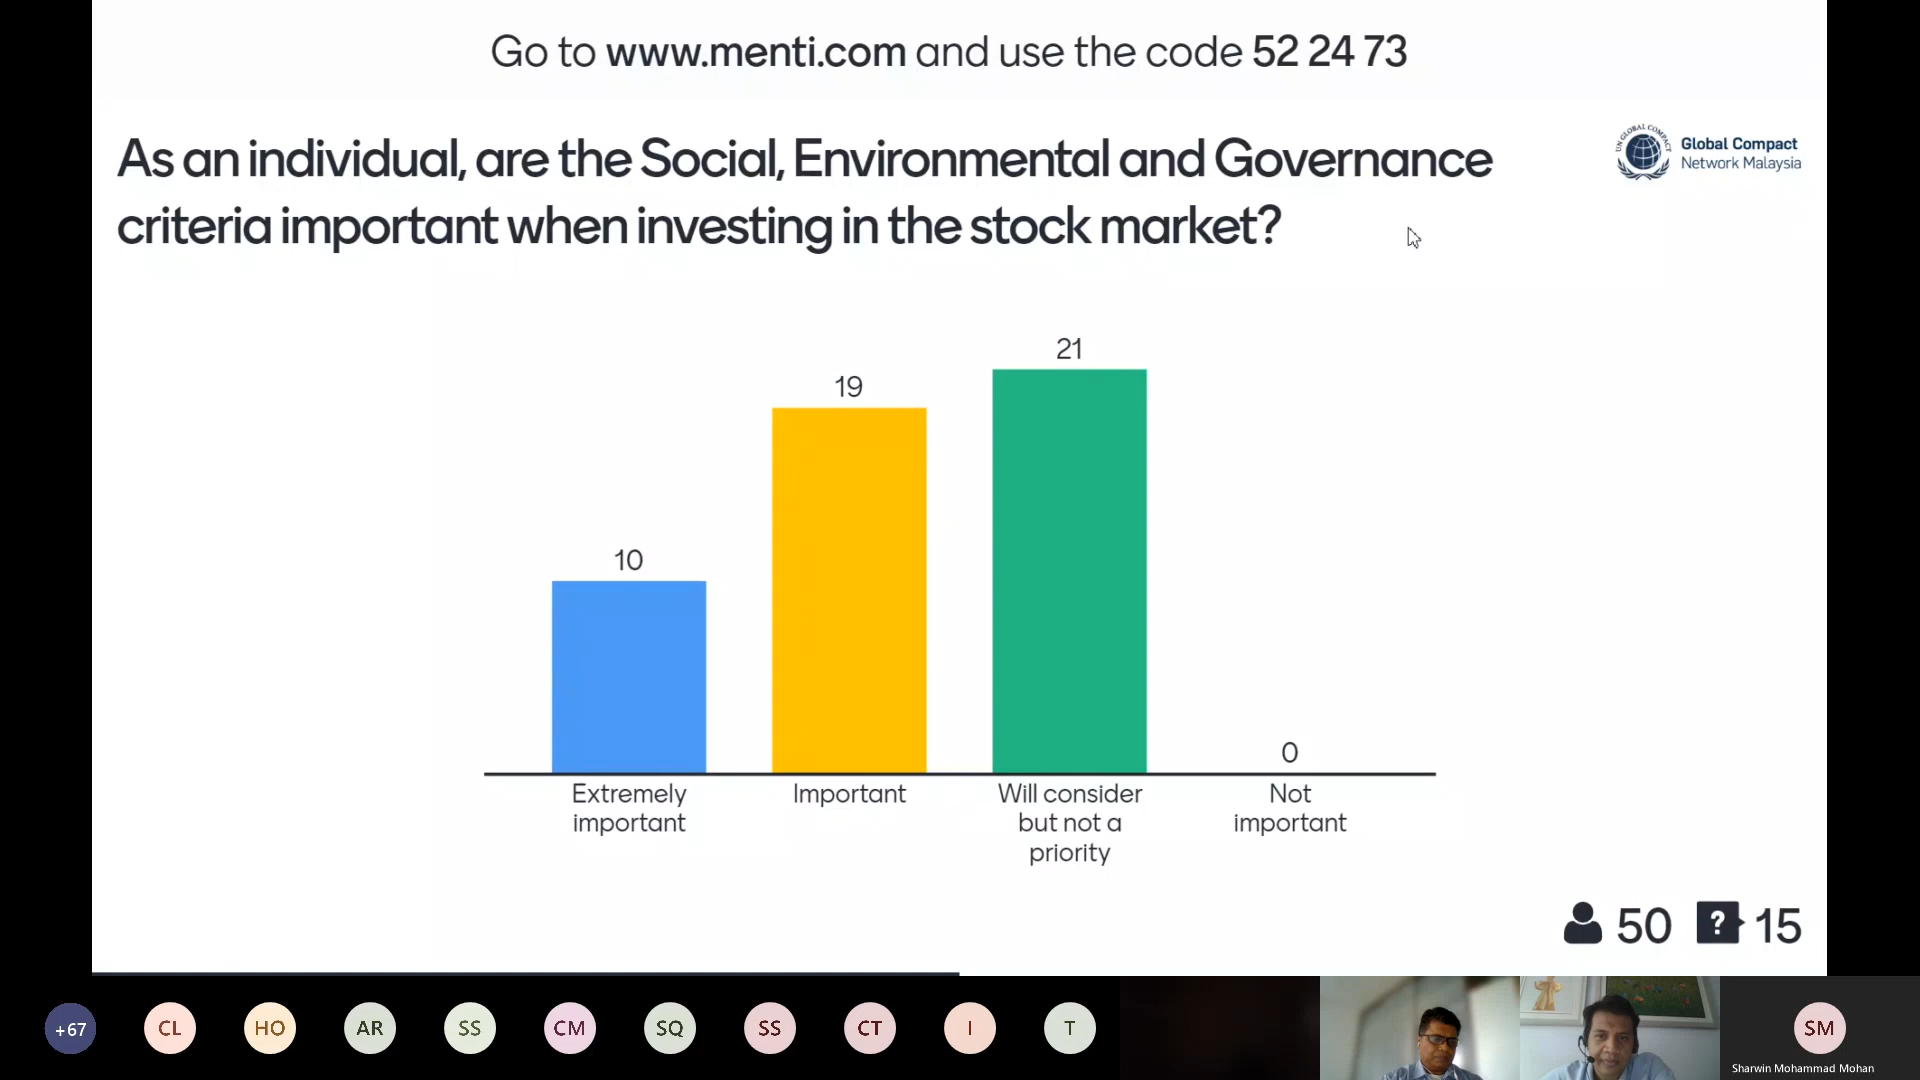 Go to www.menti.com and use the code 52 24 73
As an individual, are the Social, Environmental and Governance
criteria important when investing in the stock market?
UN GLOBAL COMPACT
Global Compact
Network Malaysia
21
19
10
0
Extremely
important
Important
Will consider
but not a
priority
Not
important
50
?
15
+67
CL
HO
AR
SS
CM
SQ
SS
CT
I
T
SM
Sharwin Mohammad Mohan